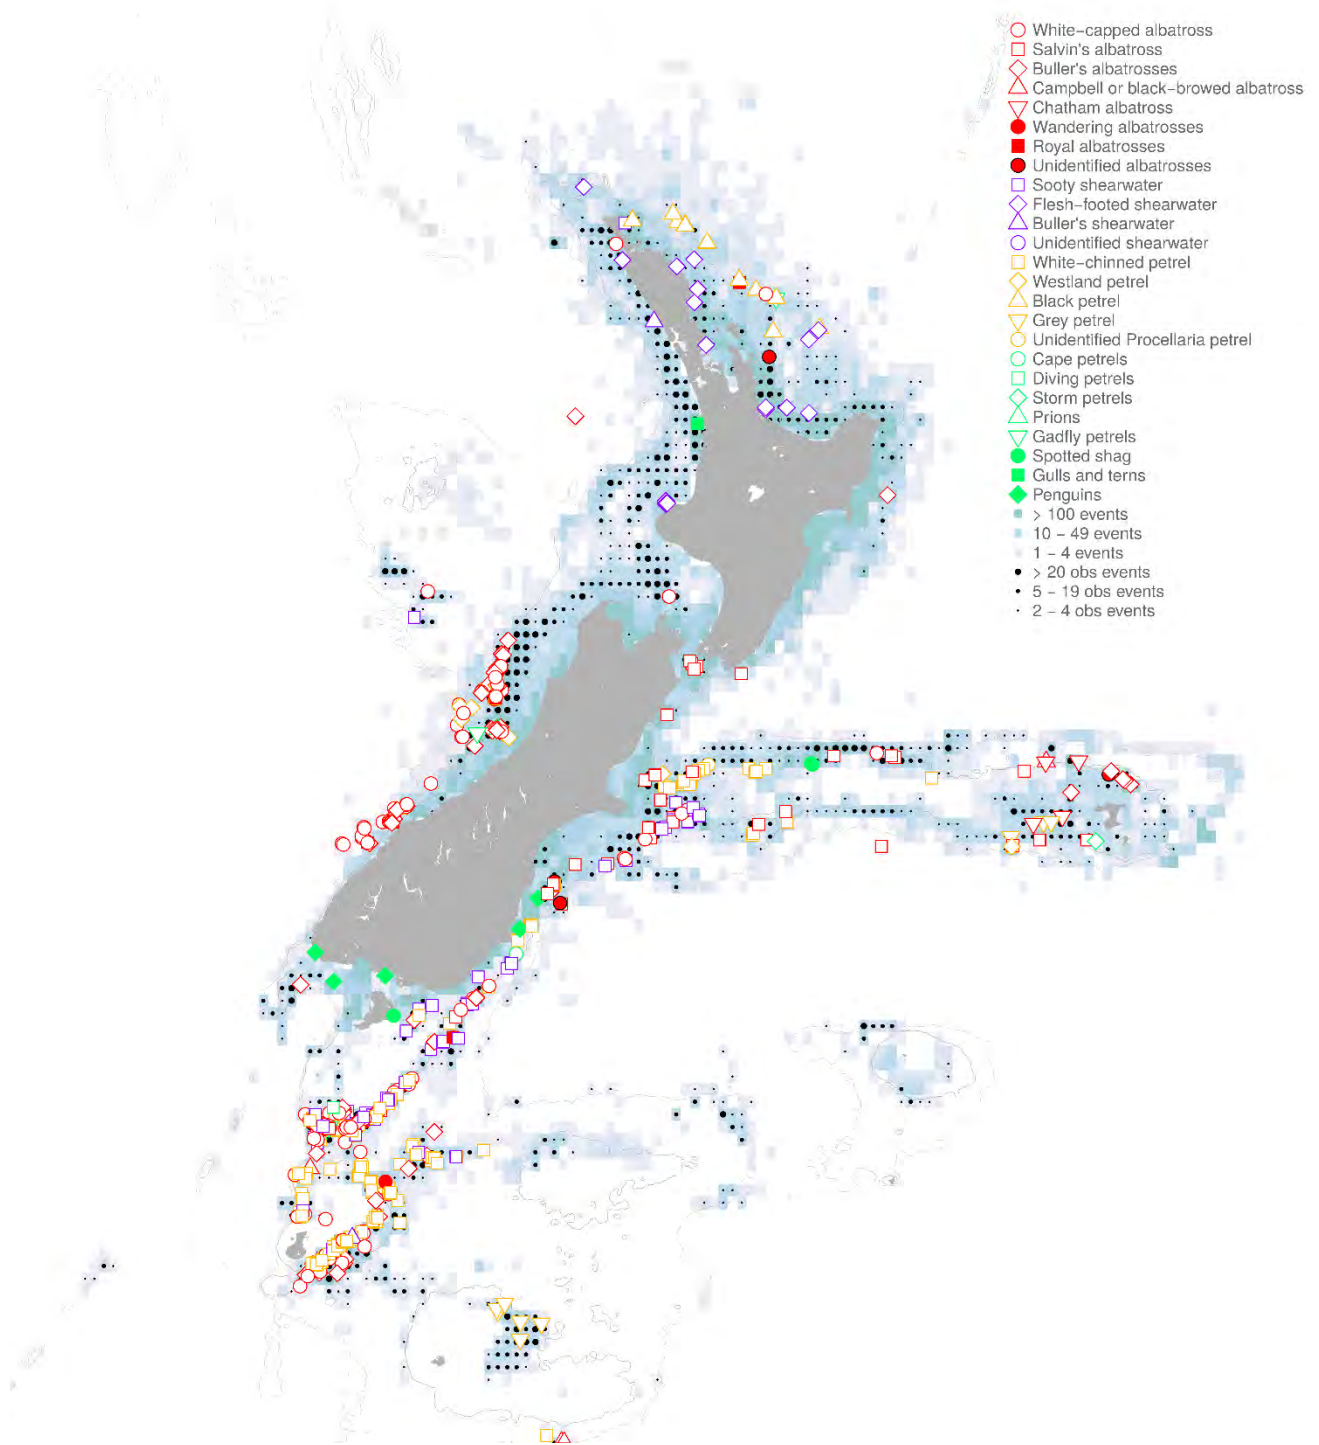 White−capped albatross
Salvin's albatross
Buller's albatrosses
Campbell or black−browed albatross
Chatham albatross
Wandering albatrosses
Royal albatrosses
Unidentified albatrosses
Sooty shearwater
Flesh−footed shearwater
Buller's shearwater
Unidentified shearwater
White−chinned petrel
Westland petrel
Black petrel
Grey petrel
Unidentified Procellaria petrel
Cape petrels
Diving petrels
Storm petrels
Prions
Gadfly petrels
Spotted shag
Gulls and terns
Penguins
> 100 events
10 − 49 events
1 − 4 events
> 20 obs events
5 − 19 obs events
2 − 4 obs events